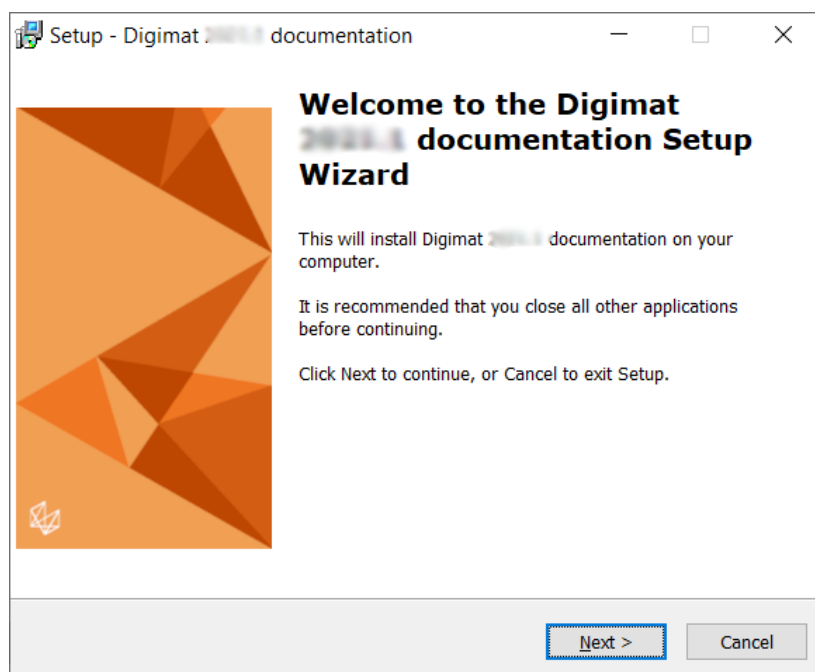 Setup - Digimat documentation
Welcome to the Digimat
documentation Setup
Wizard
This will install Digimat documentation on your
computer.
It is recommended that you close all other applications
before continuing.
Click Next to continue, or Cancel to exit Setup.
Next >
Cancel